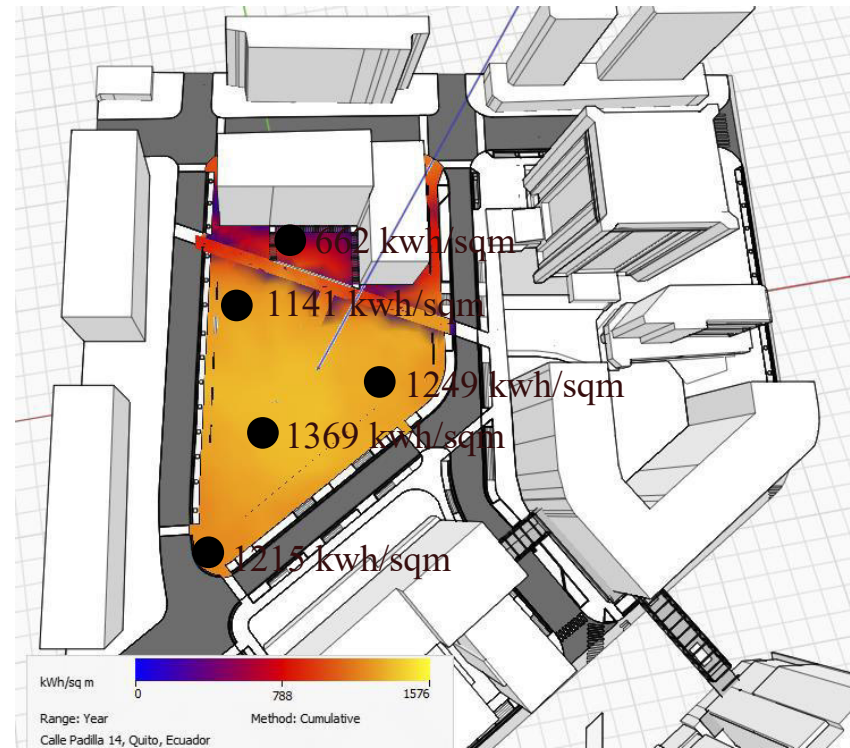 662 kwh/sqm
1141 kwh/sqm
1249 kwh/sqm
1369 kwh/sqm
1215 kwh/sqm
kWh/sq m
0 788 1576
Range: Year Method: Cumulative
Calle Padilla 14, Quito, Ecuador